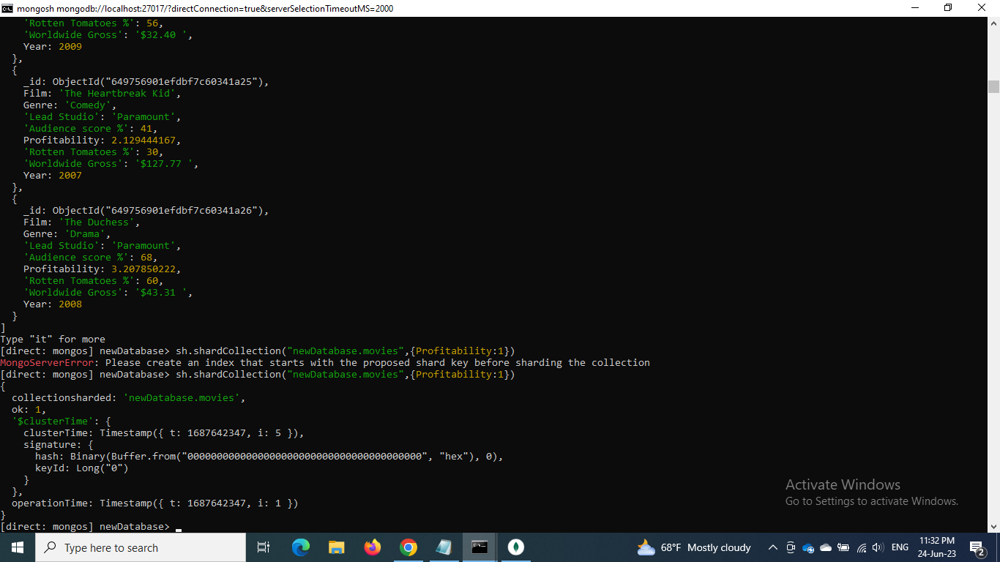 mongosh mongodb://localhost:27017/?directConnection=true&serverSelectionTimeoutMS=2000
'Rotten Tomatoes %': 56,
'Worldwide Gross': '$32.40 ',
Year: 2009
},
{
_id: ObjectId("649756901efdbf7c60341a25"),
Film: 'The Heartbreak Kid',
Genre: 'Comedy',
'Lead Studio': 'Paramount',
'Audience score %': 41,
Profitability: 2.129444167,
'Rotten Tomatoes %': 30,
'Worldwide Gross': '$127.77 ',
Year: 2007
},
{
_id: ObjectId("649756901efdbf7c60341a26"),
Film: 'The Duchess',
Genre: 'Drama',
'Lead Studio': 'Paramount',
'Audience score %': 68,
Profitability: 3.207850222,
'Rotten Tomatoes %': 60,
'Worldwide Gross': '$43.31 ',
Year: 2008
}
]
Type "it" for more
[direct: mongos] newDatabase> sh.shardCollection("newDatabase.movies",{Profitability:1})
MongoServerError: Please create an index that starts with the proposed shard key before sharding the collection
[direct: mongos] newDatabase> sh.shardCollection("newDatabase.movies",{Profitability:1})
{
collectionsharded: 'newDatabase.movies',
ok: 1,
'$clusterTime': {
clusterTime: Timestamp({ t: 1687642347, i: 5 }),
signature: {
hash: Binary(Buffer.from("0000000000000000000000000000000000000000", "hex"), 0),
keyId: Long("0")
}
},
operationTime: Timestamp({ t: 1687642347, i: 1 })
}
[direct: mongos] newDatabase>
Activate Windows
Go to Settings to activate Windows.
Type here to search
68°F Mostly cloudy
ENG
11:32 PM
24-Jun-23
2